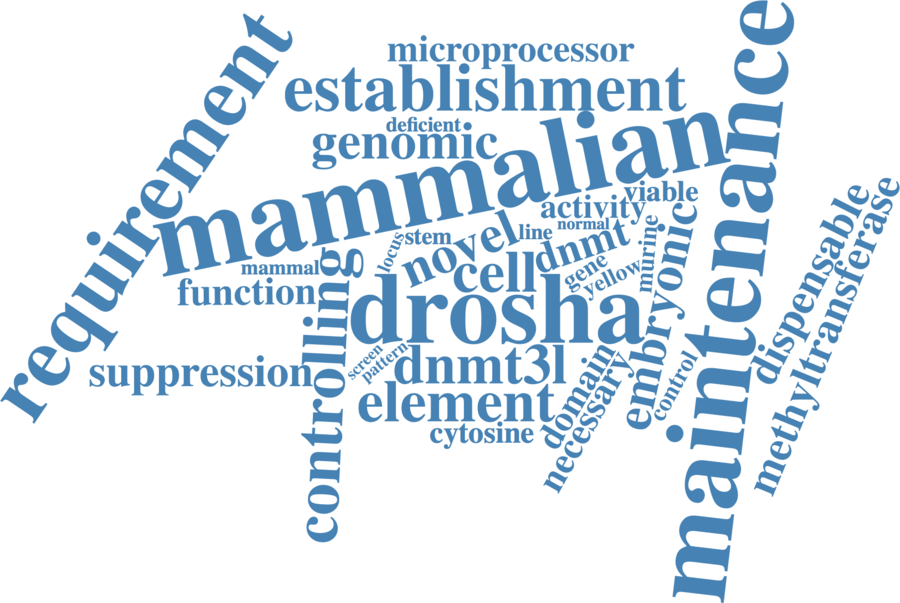 microprocessor
establishment
deficient
genomic
requirement
mammalian
maintenance
viable
activity
normal
novel
line
stem
locus
dnmt
murine
embryonic
mammal
function
cell
gene
yellow
dispensable
methyltransferase
controlling
drosha
suppression
screen
pattern
dnmt3l
domain
necessary
control
element
cytosine